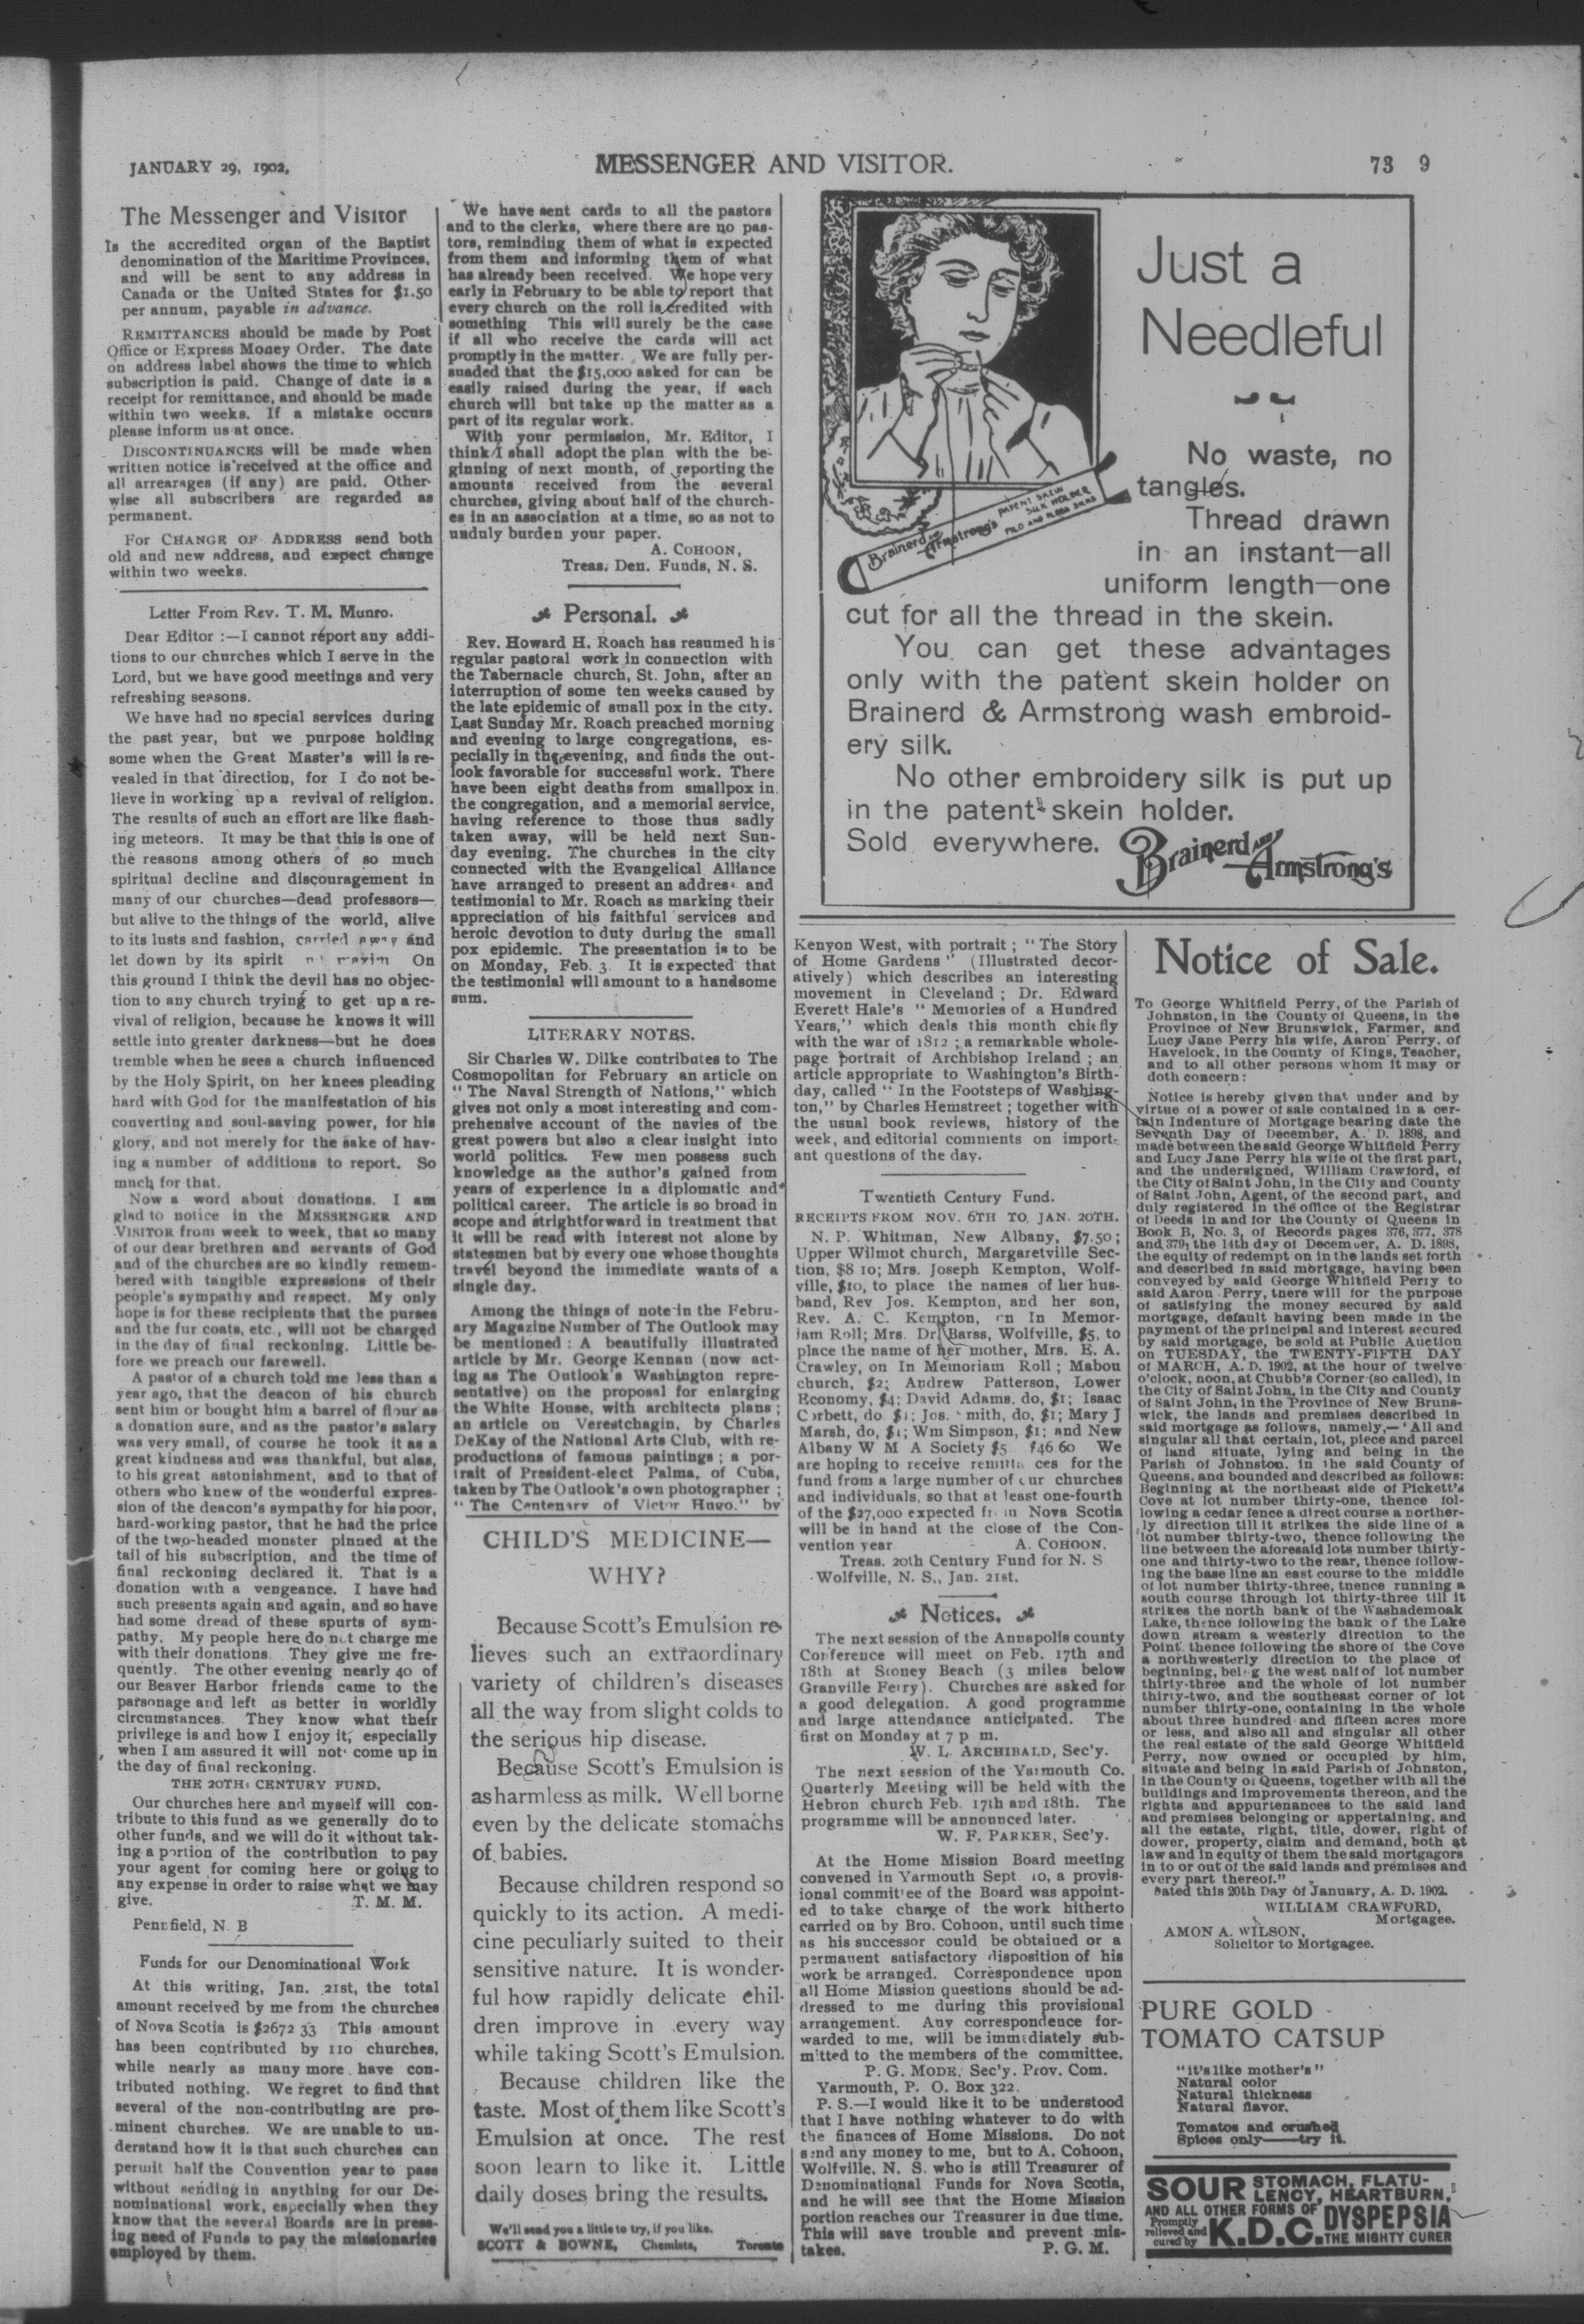 JANUARY 29, 1902,
MESSENGER AND VISITOR.
73 9
The Messenger and Visitor
Is the accredited organ of the Baptist
denomination of the Maritime Provinces,
and will be sent to any address in
Canada or the United States for $1.50
per annum, payable in advance.
REMITTANCES should be made by Post
Office or Express Money Order. The date
on address label shows the time to which
subscription is paid. Change of date is a
receipt for remittance, and should be made
within two weeks. If a mistake occurs
please inform us at once.
DISCONTINUANCES will be made when
written notice is received at the office and
all arrearages (if any) are paid. Other-
wise all subscribers are regarded as
permanent.
For CHANGE OF ADDRESS send both
old and new address, and expect change
within two weeks.
Letter From Rev. T. M. Munro.
Dear Editor :—I cannot report any addi-
tions to our churches which I serve in the
Lord, but we have good meetings and very
refreshing seasons.
We have had no special services during
the past year, but we purpose holding
some when the Great Master's will is re-
vealed in that direction, for I do not be-
lieve in working up a revival of religion.
The results of such an effort are like flash-
ing meteors. It may be that this is one of
the reasons among others of so much
spiritual decline and discouragement in
many of our churches—dead professors—
but alive to the things of the world, alive
to its lusts and fashion, carried away and
let down by its spirit On
this ground I think the devil has no objec-
tion to any church trying to get up a re-
vival of religion, because he knows it will
settle into greater darkness—but he does
tremble when he sees a church influenced
by the Holy Spirit, on her knees pleading
hard with God for the manifestation of his
converting and soul-saving power, for his
glory, and not merely for the sake of hav-
ing a number of additions to report. So
much for that.
Now a word about donations. I am
glad to notice in the MESSENGER AND
VISITOR from week to week, that so many
of our dear brethren and servants of God
and of the churches are so kindly remem-
bered with tangible expressions of their
people's sympathy and respect. My only
hope is for these recipients that the purses
and the fur coats, etc., will not be charged
in the day of final reckoning. Little be-
fore we preach our farewell.
A pastor of a church told me less than a
year ago, that the deacon of his church
sent him or bought him a barrel of flour as
a donation sure, and as the pastor's salary
was very small, of course he took it as a
great kindness and was thankful, but alas,
to his great astonishment, and to that of
others who knew of the wonderful expres-
sion of the deacon's sympathy for his poor,
hard-working pastor, that he had the price
of the two-headed monster pinned at the
tail of his subscription, and the time of
final reckoning declared it. That is a
donation with a vengeance. I have had
such presents again and again, and so have
had some dread of these spurts of sym-
pathy. My people here do not charge me
with their donations. They give me fre-
quently. The other evening nearly 40 of
our Beaver Harbor friends came to the
parsonage and left us better in worldly
circumstances. They know what their
privilege is and how I enjoy it, especially
when I am assured it will not come up in
the day of final reckoning.
THE 20TH CENTURY FUND.
Our churches here and myself will con-
tribute to this fund as we generally do to
other funds, and we will do it without tak-
ing a portion of the contribution to pay
your agent for coming here or going to
any expense in order to raise what we may
give. T. M. M.
Pennfield, N. B
Funds for our Denominational Work
At this writing, Jan. 21st, the total
amount received by me from the churches
of Nova Scotia is $2672 33 This amount
has been contributed by 110 churches,
while nearly as many more have con-
tributed nothing. We regret to find that
several of the non-contributing are pro-
minent churches. We are unable to un-
derstand how it is that such churches can
permit half the Convention year to pass
without sending in anything for our De-
nominational work, especially when they
know that the several Boards are in press-
ing need of Funds to pay the missionaries
employed by them.
We have sent cards to all the pastors
and to the clerks, where there are no pas-
tors, reminding them of what is expected
from them and informing them of what
has already been received. We hope very
early in February to be able to report that
every church on the roll is credited with
something This will surely be the case
if all who receive the cards will act
promptly in the matter. We are fully per-
suaded that the $15,000 asked for can be
easily raised during the year, if each
church will but take up the matter as a
part of its regular work.
With your permission, Mr. Editor, I
think I shall adopt the plan with the be-
ginning of next month, of reporting the
amounts received from the several
churches, giving about half of the church-
es in an association at a time, so as not to
unduly burden your paper.
A. COHOON,
Treas. Den. Funds, N. S.
Personal.
Rev. Howard H. Roach has resumed his
regular pastoral work in connection with
the Tabernacle church, St. John, after an
interruption of some ten weeks caused by
the late epidemic of small pox in the city.
Last Sunday Mr. Roach preached morning
and evening to large congregations, es-
pecially in the evening, and finds the out-
look favorable for successful work. There
have been eight deaths from smallpox in
the congregation, and a memorial service,
having reference to those thus sadly
taken away, will be held next Sun-
day evening. The churches in the city
connected with the Evangelical Alliance
have arranged to present an address and
testimonial to Mr. Roach as marking their
appreciation of his faithful services and
heroic devotion to duty during the small
pox epidemic. The presentation is to be
on Monday, Feb. 3. It is expected that
the testimonial will amount to a handsome
sum.
LITERARY NOTES.
Sir Charles W. Dilke contributes to The
Cosmopolitan for February an article on
" The Naval Strength of Nations," which
gives not only a most interesting and com-
prehensive account of the navies of the
great powers but also a clear insight into
world politics. Few men possess such
knowledge as the author's gained from
years of experience in a diplomatic and
political career. The article is so broad in
scope and strightforward in treatment that
it will be read with interest not alone by
statesmen but by every one whose thoughts
travel beyond the immediate wants of a
single day.
Among the things of note in the Febru-
ary Magazine Number of The Outlook may
be mentioned : A beautifully illustrated
article by Mr. George Kennan (now act-
ing as The Outlook's Washington repre-
sentative) on the proposal for enlarging
the White House, with architects plans ;
an article on Verestchagin, by Charles
DeKay of the National Arts Club, with re-
productions of famous paintings ; a por-
trait of President-elect Palma, of Cuba,
taken by The Outlook's own photographer ;
" The Centenary of Victor Hugo," by
CHILD'S MEDICINE—
WHY?
Because Scott's Emulsion re-
lieves such an extraordinary
variety of children's diseases
all the way from slight colds to
the serious hip disease.
Because Scott's Emulsion is
as harmless as milk. Well borne
even by the delicate stomachs
of babies.
Because children respond so
quickly to its action. A medi-
cine peculiarly suited to their
sensitive nature. It is wonder-
ful how rapidly delicate chil-
dren improve in every way
while taking Scott's Emulsion.
Because children like the
taste. Most of them like Scott's
Emulsion at once. The rest
soon learn to like it. Little
daily doses bring the results.
We'll send you a little to try, if you like.
SCOTT & BOWNE, Chemists, Toronto
Brainerd and Armstrong's
PATENT SKEIN
SILK HOLDER
FILO AND FLOSS SILKS
Just a
Needleful
No waste, no
tangles.
Thread drawn
in an instant—all
uniform length—one
cut for all the thread in the skein.
You can get these advantages
only with the patent skein holder on
Brainerd & Armstrong wash embroid-
ery silk.
No other embroidery silk is put up
in the patent skein holder.
Sold everywhere. Brainerd and Armstrong's
Kenyon West, with portrait ; " The Story
of Home Gardens " (Illustrated decor-
atively) which describes an interesting
movement in Cleveland ; Dr. Edward
Everett Hale's " Memories of a Hundred
Years," which deals this month chiefly
with the war of 1812 ; a remarkable whole-
page portrait of Archbishop Ireland ; an
article appropriate to Washington's Birth-
day, called " In the Footsteps of Washing-
ton," by Charles Hemstreet ; together with
the usual book reviews, history of the
week, and editorial comments on import-
ant questions of the day.
Twentieth Century Fund.
RECEIPTS FROM NOV. 6TH TO JAN. 20TH.
N. P. Whitman, New Albany, $7.50 ;
Upper Wilmot church, Margaretville Sec-
tion, $8 10; Mrs. Joseph Kempton, Wolf-
ville, $10, to place the names of her hus-
band, Rev Jos. Kempton, and her son,
Rev. A. C. Kempton, on In Memor-
iam Roll; Mrs. Dr. Barss, Wolfville, $5, to
place the name of her mother, Mrs. E. A.
Crawley, on In Memoriam Roll ; Mabou
church, $2; Andrew Patterson, Lower
Economy, $4; David Adams, do, $1; Isaac
Corbett, do. $1; Jos. Smith, do, $1; Mary J
Marsh, do, $1; Wm Simpson, $1; and New
Albany W M A Society $5 $46 60 We
are hoping to receive remittances for the
fund from a large number of our churches
and individuals, so that at least one-fourth
of the $27,000 expected from Nova Scotia
will be in hand at the close of the Con-
vention year A. COHOON,
Treas. 20th Century Fund for N. S
Wolfville, N. S., Jan. 21st.
Notices.
The next session of the Annapolis county
Conference will meet on Feb. 17th and
18th at Stoney Beach (3 miles below
Granville Ferry). Churches are asked for
a good delegation. A good programme
and large attendance anticipated. The
first on Monday at 7 p m.
W. L. ARCHIBALD, Sec'y.
The next session of the Yarmouth Co.
Quarterly Meeting will be held with the
Hebron church Feb. 17th and 18th. The
programme will be announced later.
W. F. PARKER, Sec'y.
At the Home Mission Board meeting
convened in Yarmouth Sept 10, a provis-
ional committee of the Board was appoint-
ed to take charge of the work hitherto
carried on by Bro. Cohoon, until such time
as his successor could be obtained or a
permanent satisfactory disposition of his
work be arranged. Correspondence upon
all Home Mission questions should be ad-
dressed to me during this provisional
arrangement. Any correspondence for-
warded to me, will be immediately sub-
mitted to the members of the committee.
P. G. MODE, Sec'y. Prov. Com.
Yarmouth, P. O. Box 322.
P. S.—I would like it to be understood
that I have nothing whatever to do with
the finances of Home Missions. Do not
send any money to me, but to A. Cohoon,
Wolfville, N. S. who is still Treasurer of
Denominational Funds for Nova Scotia,
and he will see that the Home Mission
portion reaches our Treasurer in due time.
This will save trouble and prevent mis-
takes. P. G. M.
Notice of Sale.
To George Whitfield Perry, of the Parish of
Johnston, in the County of Queens, in the
Province of New Brunswick, Farmer, and
Lucy Jane Perry his wife, Aaron Perry, of
Havelock, in the County of Kings, Teacher,
and to all other persons whom it may or
doth concern :
Notice is hereby given that under and by
virtue of a power of sale contained in a cer-
tain Indenture of Mortgage bearing date the
Seventh Day of December, A. D. 1898, and
made between the said George Whitfield Perry
and Lucy Jane Perry his wife of the first part,
and the undersigned, William Crawford, of
the City of Saint John, in the City and County
of Saint John, Agent, of the second part, and
duly registered in the office of the Registrar
of Deeds in and for the County of Queens in
Book B, No. 3, of Records pages 376, 377, 378
and 379, the 14th day of December, A. D. 1898,
the equity of redemption in the lands set forth
and described in said mortgage, having been
conveyed by said George Whitfield Perry to
said Aaron Perry, there will for the purpose
of satisfying the money secured by said
mortgage, default having been made in the
payment of the principal and interest secured
by said mortgage, be sold at Public Auction
on TUESDAY, the TWENTY-FIFTH DAY
of MARCH, A. D. 1902, at the hour of twelve
o'clock, noon, at Chubb's Corner (so called), in
the City of Saint John, in the City and County
of Saint John, in the Province of New Bruns-
wick, the lands and premises described in
said mortgage as follows, namely,—'All and
singular all that certain, lot, piece and parcel
of land situate, lying and being in the
Parish of Johnston, in the said County of
Queens, and bounded and described as follows:
Beginning at the northeast side of Pickett's
Cove at lot number thirty-one, thence fol-
lowing a cedar fence a direct course a norther-
ly direction till it strikes the side line of a
lot number thirty-two, thence following the
line between the aforesaid lots number thirty-
one and thirty-two to the rear, thence follow-
ing the base line an east course to the middle
of lot number thirty-three, thence running a
south course through lot thirty-three till it
strikes the north bank of the Washademoak
Lake, thence following the bank of the Lake
down stream a westerly direction to the
Point, thence following the shore of the Cove
a northwesterly direction to the place of
beginning, being the west half of lot number
thirty-three and the whole of lot number
thirty-two, and the southeast corner of lot
number thirty-one, containing in the whole
about three hundred and fifteen acres more
or less, and also all and singular all other
the real estate of the said George Whitfield
Perry, now owned or occupied by him,
situate and being in said Parish of Johnston,
in the County of Queens, together with all the
buildings and improvements thereon, and the
rights and appurtenances to the said land
and premises belonging or appertaining, and
all the estate, right, title, dower, right of
dower, property, claim and demand, both at
law and in equity of them the said mortgagors
in to or out of the said lands and premises and
every part thereof."
Dated this 20th Day of January, A. D. 1902.
WILLIAM CRAWFORD,
Mortgagee.
AMON A. WILSON,
Solicitor to Mortgagee.
PURE GOLD
TOMATO CATSUP
"it's like mother's"
Natural color
Natural thickness
Natural flavor.
Tomatos and crushed
Spices only——try it.
SOUR STOMACH, FLATU-
LENCY, HEARTBURN,
AND ALL OTHER FORMS OF DYSPEPSIA
Promptly
relieved and
cured by K.D.C. THE MIGHTY CURER